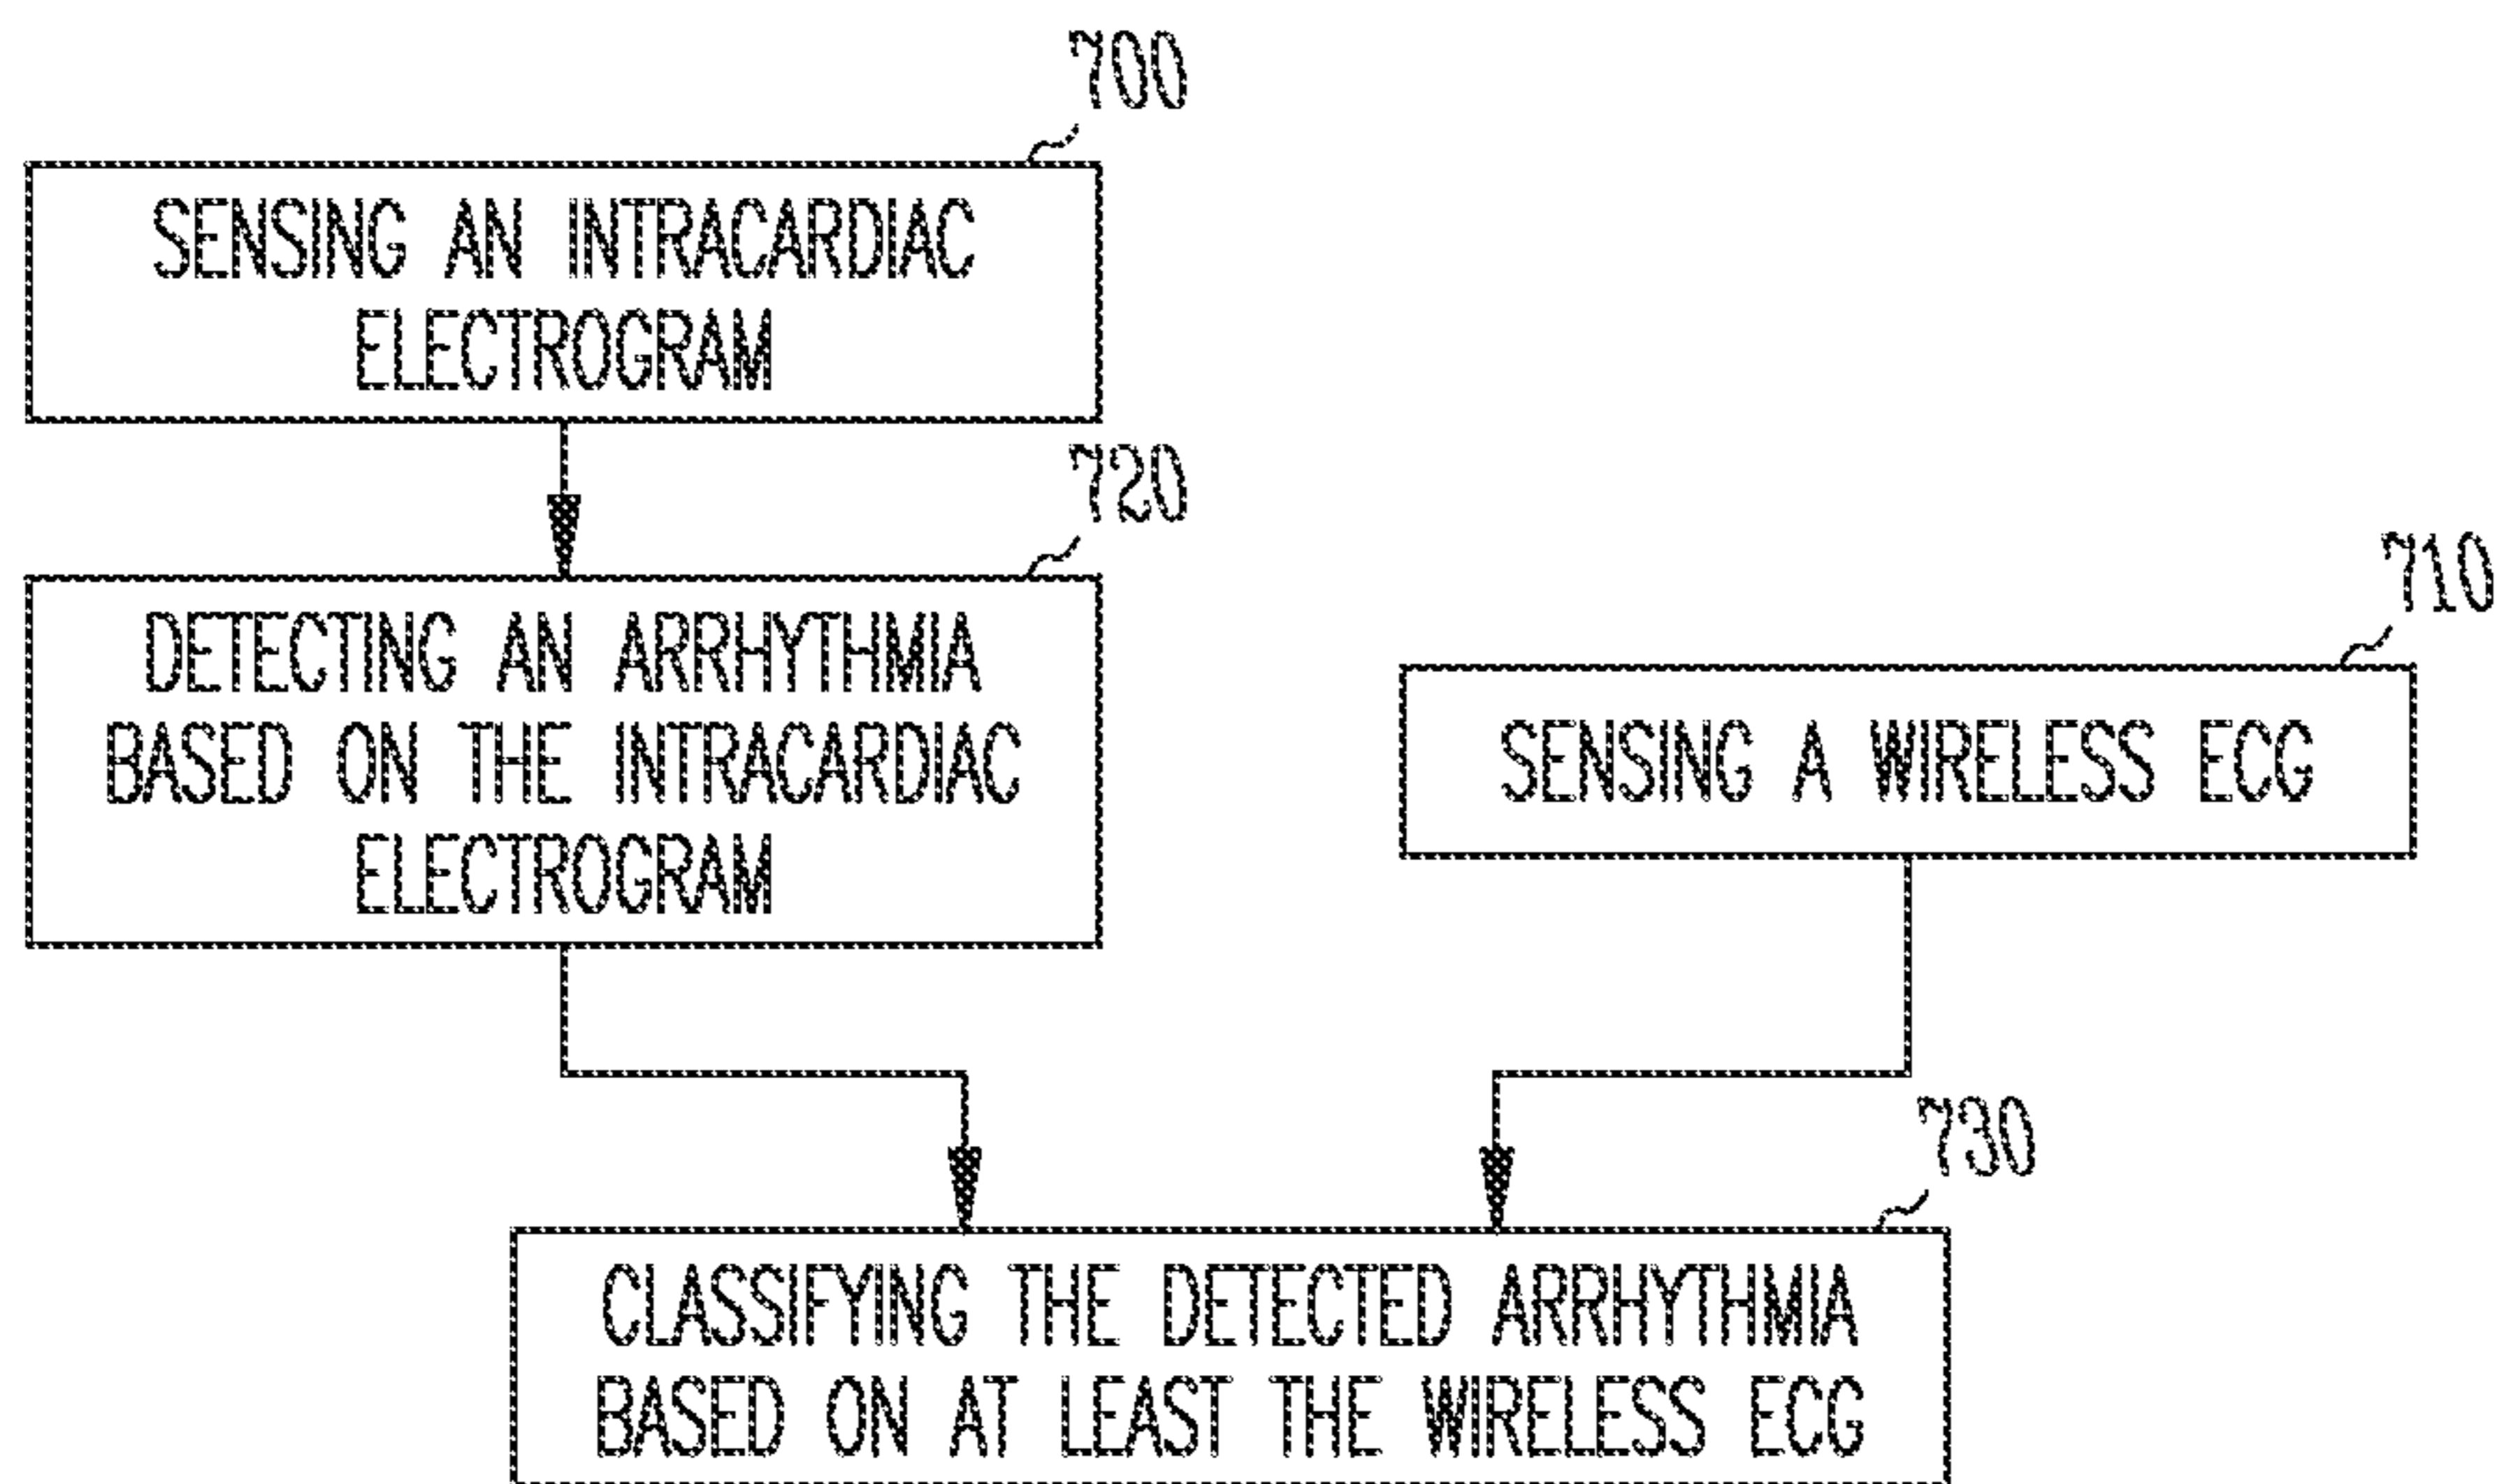 700
SENSING AN INTRACARDIAC
ELECTROGRAM
720
DETECTING AN ARRHYTHMIA
BASED ON THE INTRACARDIAC
ELECTROGRAM
710
SENSING A WIRELESS ECG
730
CLASSIFYING THE DETECTED ARRHYTHMIA
BASED ON AT LEAST THE WIRELESS ECG